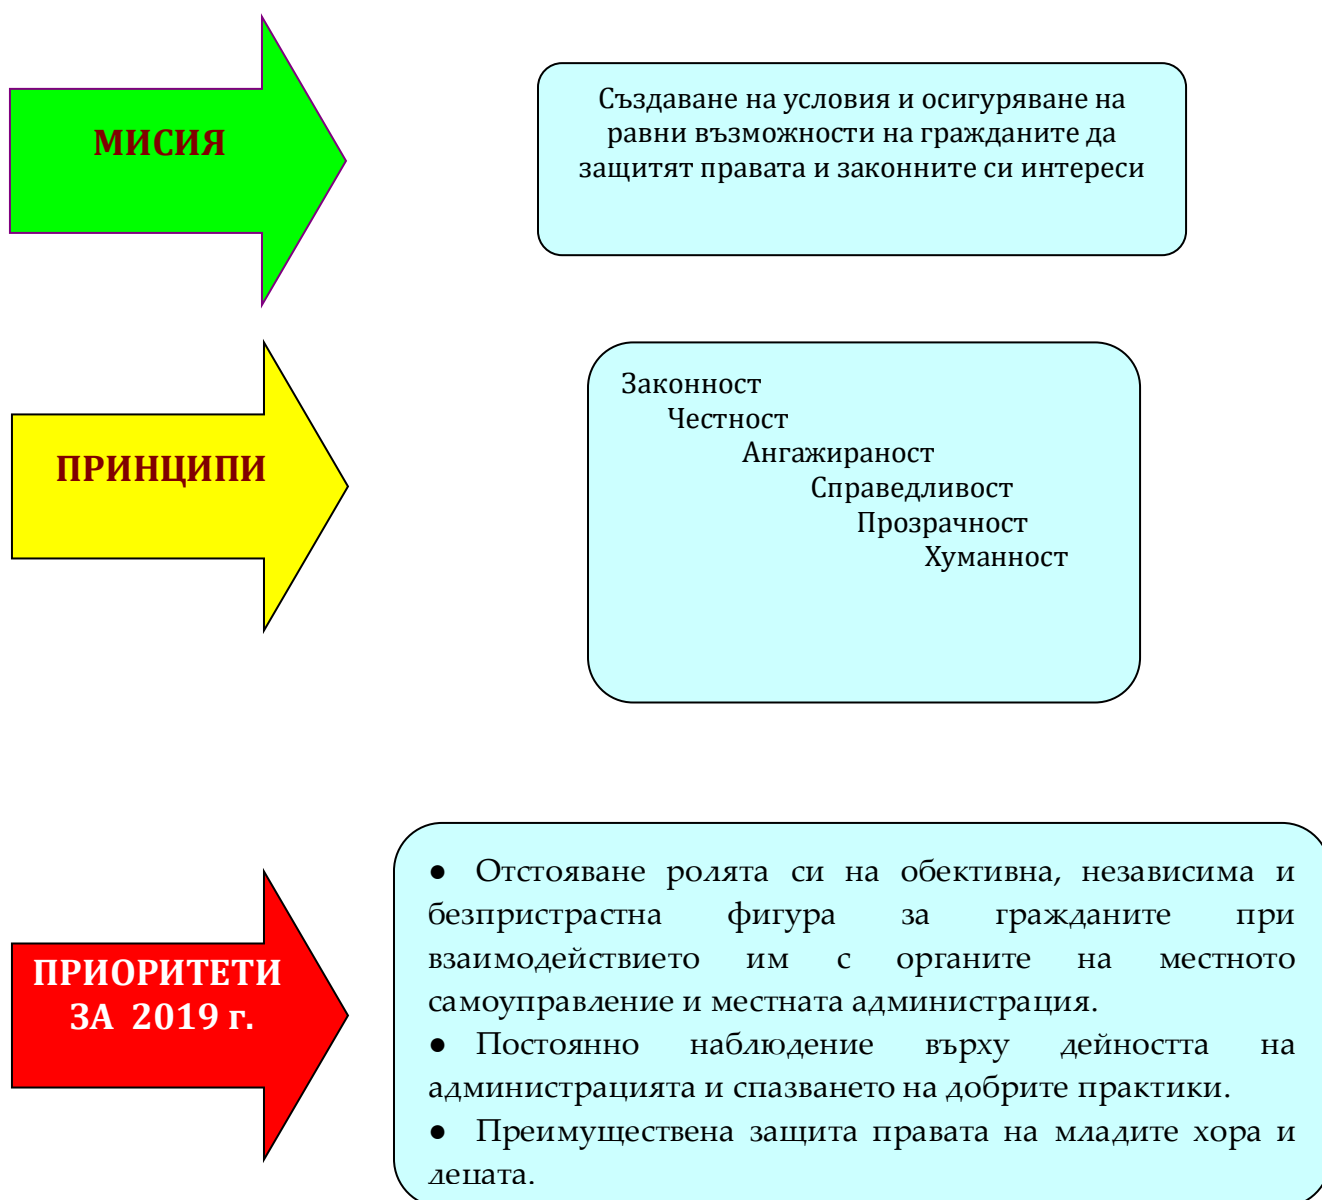 МИСИЯ
Създаване на условия и осигуряване на
равни възможности на гражданите да
защитят правата и законните си интереси
ПРИНЦИПИ
Законност
Честност
Ангажираност
Справедливост
Прозрачност
Хуманност
ПРИОРИТЕТИ
ЗА 2019 г.
● Отстояване ролята си на обективна, независима и
безпристрастна фигура за гражданите при
взаимодействието им с органите на местното
самоуправление и местната администрация.
● Постоянно наблюдение върху дейността на
администрацията и спазването на добрите практики.
● Преимуществена защита правата на младите хора и
децата.